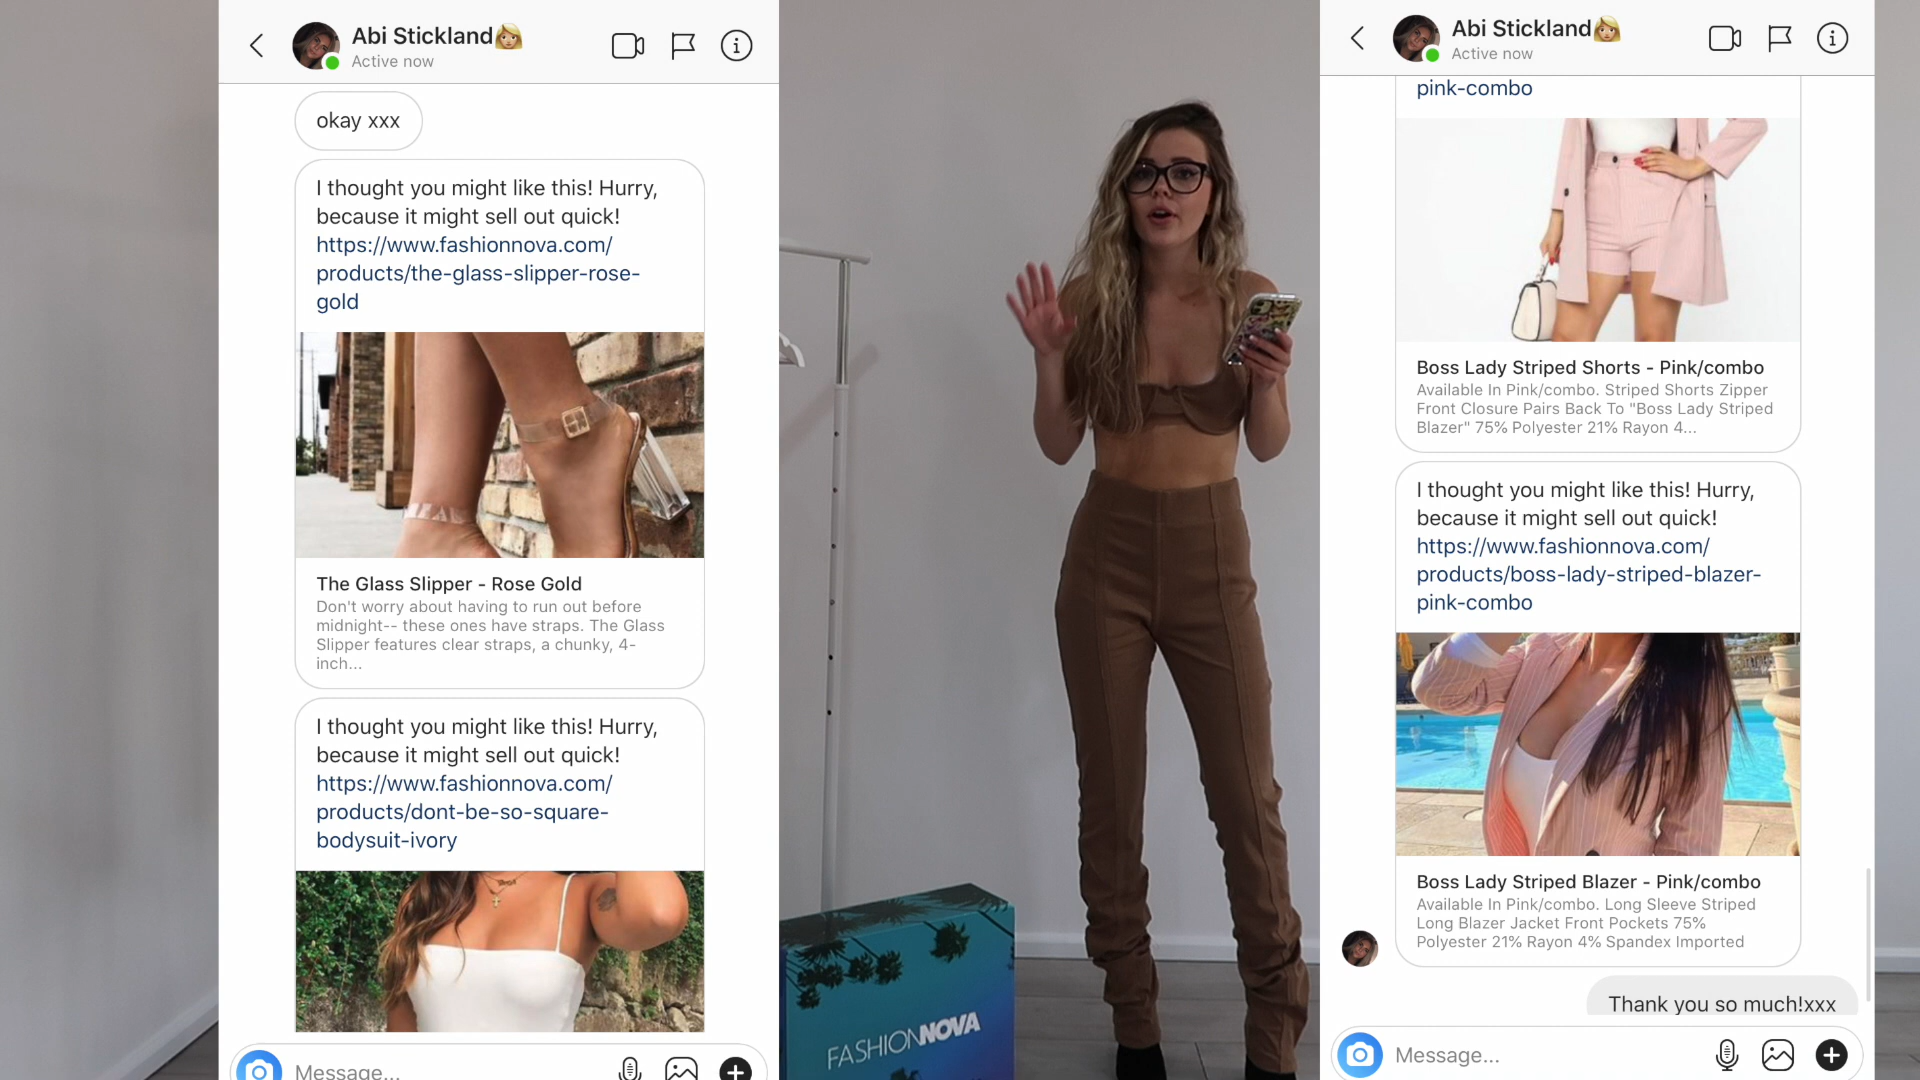 Abi Stickland
Active now
okay xxx
I thought you might like this! Hurry,
because it might sell out quick!
https://www.fashionnova.com/
products/the-glass-slipper-rose-
gold
The Glass Slipper - Rose Gold
Don't worry about having to run out before
midnight-- these ones have straps. The Glass
Slipper features clear straps, a chunky, 4-
inch...
I thought you might like this! Hurry,
because it might sell out quick!
https://www.fashionnova.com/
products/dont-be-so-square-
bodysuit-ivory
Message...
FASHIONNOVA
Abi Stickland
Active now
pink-combo
Boss Lady Striped Shorts - Pink/combo
Available In Pink/combo. Striped Shorts Zipper
Front Closure Pairs Back To "Boss Lady Striped
Blazer" 75% Polyester 21% Rayon 4...
I thought you might like this! Hurry,
because it might sell out quick!
https://www.fashionnova.com/
products/boss-lady-striped-blazer-
pink-combo
Boss Lady Striped Blazer - Pink/combo
Available In Pink/combo. Long Sleeve Striped
Long Blazer Jacket Front Pockets 75%
Polyester 21% Rayon 4% Spandex Imported
Thank you so much!xxx
Message...